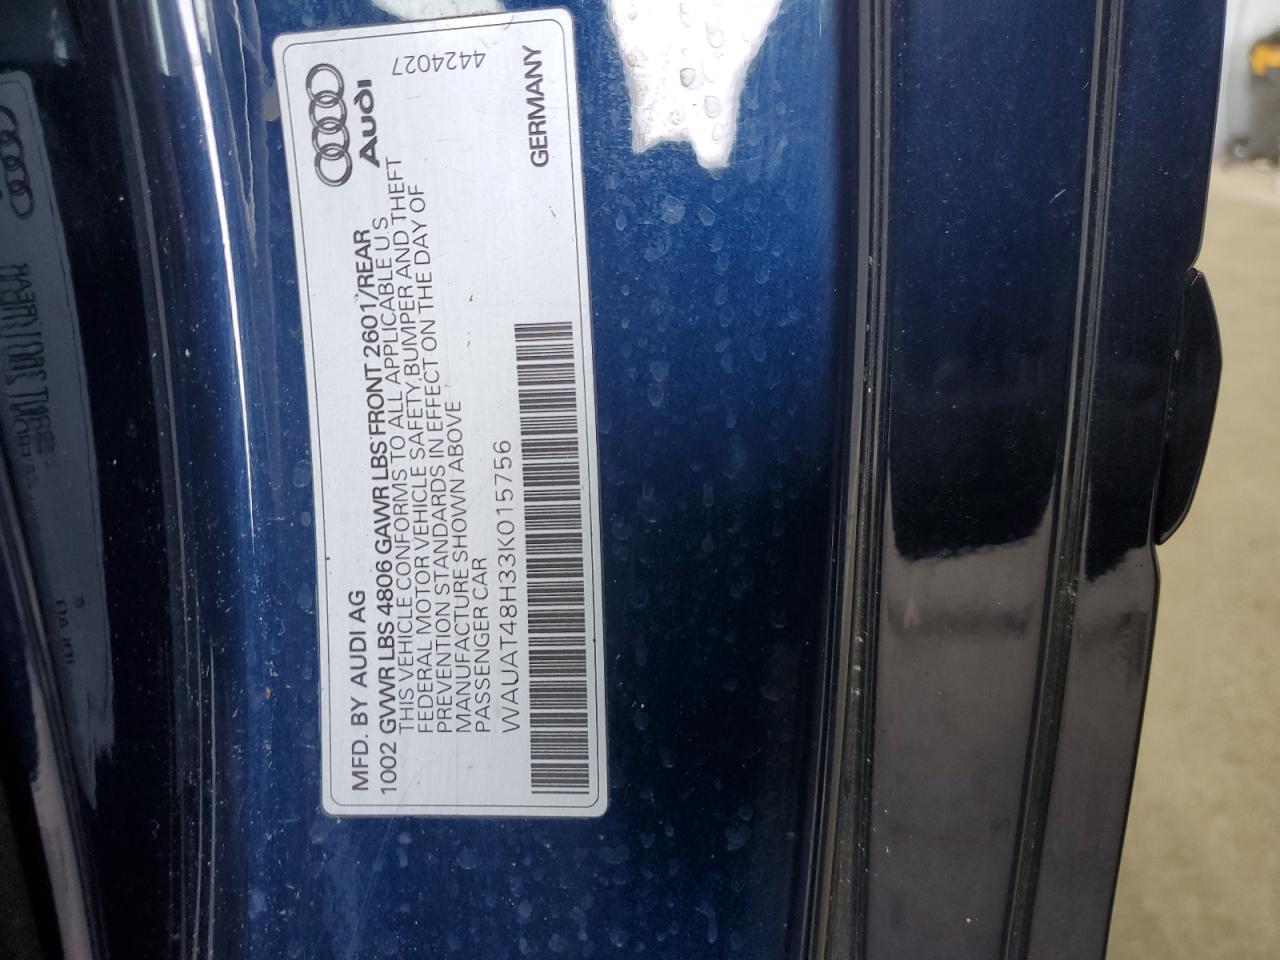 MFD. BY AUDI AG
1002 GVWR LBS 4806 GAWR LBS FRONT 2601/REAR
THIS VEHICLE CONFORMS TO ALL APPLICABLE U.S
FEDERAL MOTOR VEHICLE SAFETY,BUMPER AND THEFT
PREVENTION STANDARDS IN EFFECT ON THE DAY OF
MANUFACTURE SHOWN ABOVE
PASSENGER CAR
WAUAT48H33K015756
Audi
4424027
GERMANY